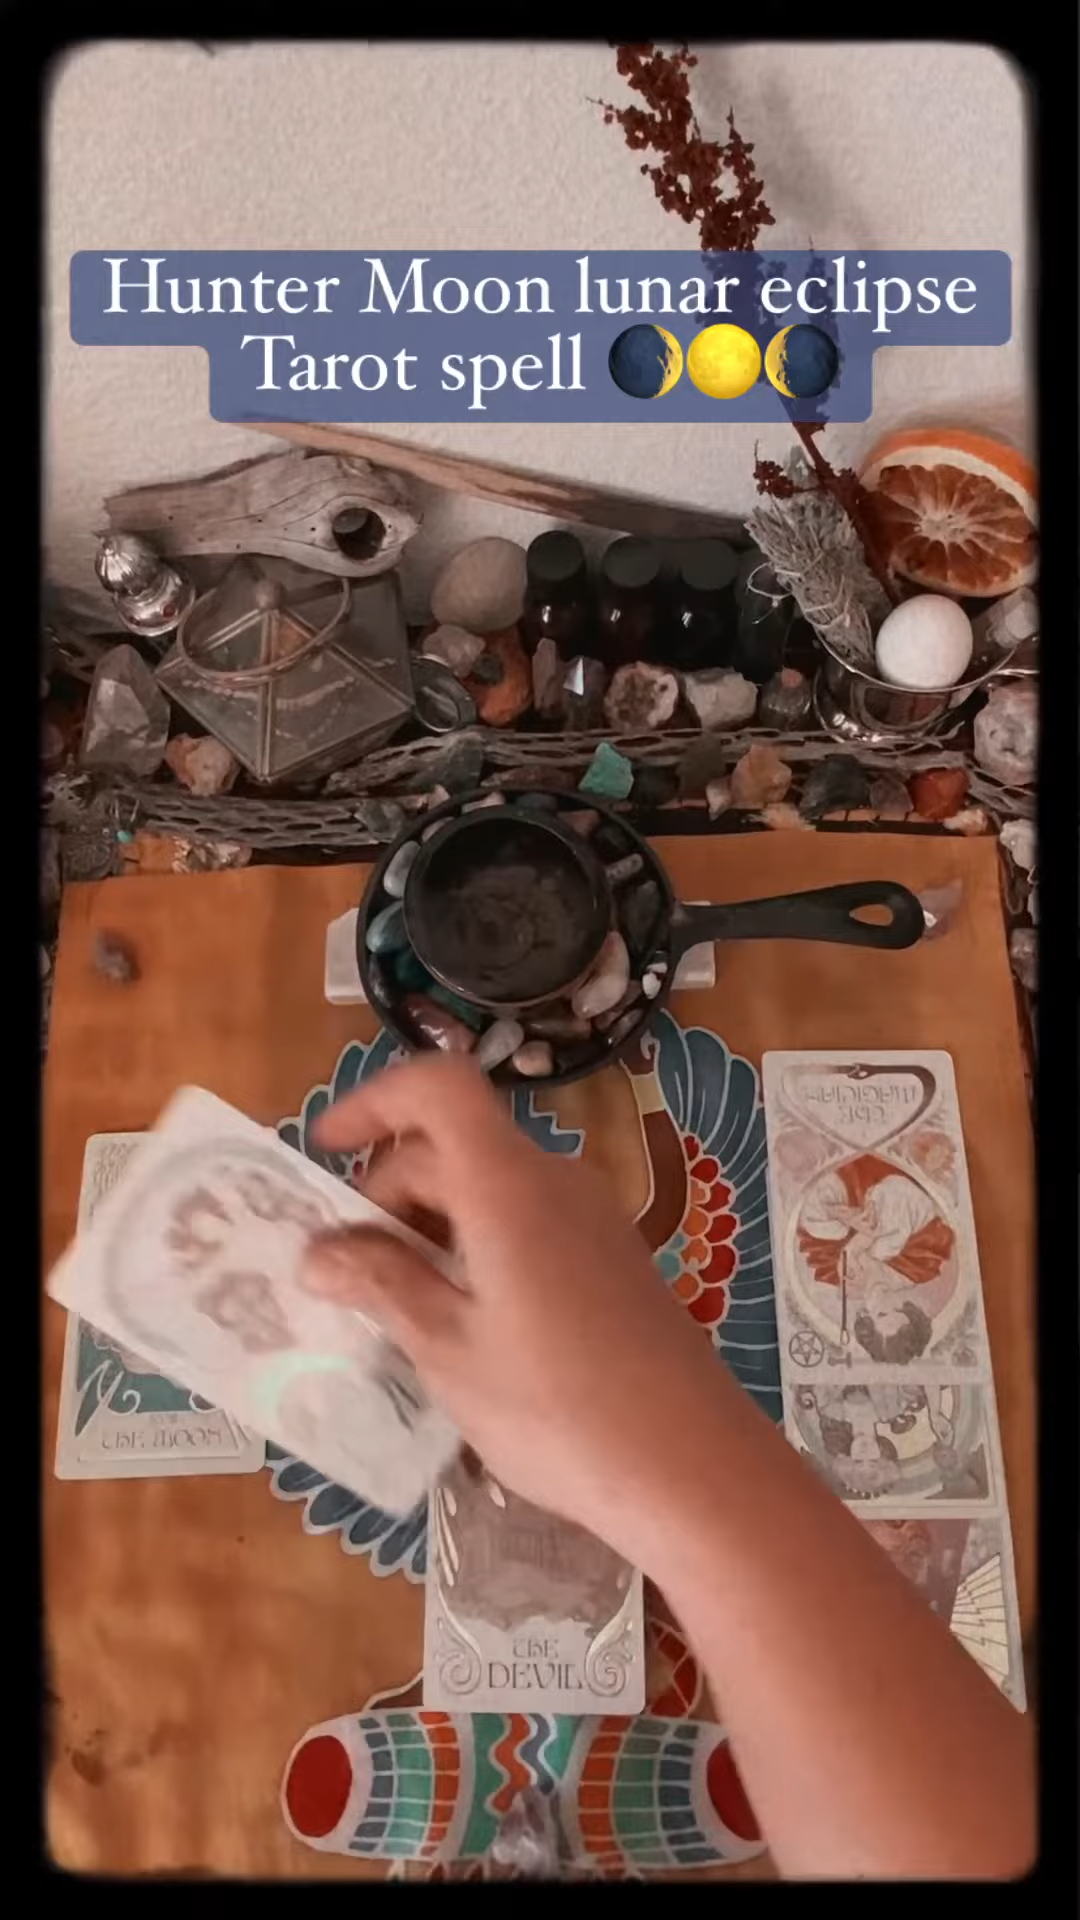 Hunter Moon lunar eclipse
Tarot spell 🌒🌕🌘
THE
MAGICIAN
THE MOON
THE
DEVIL